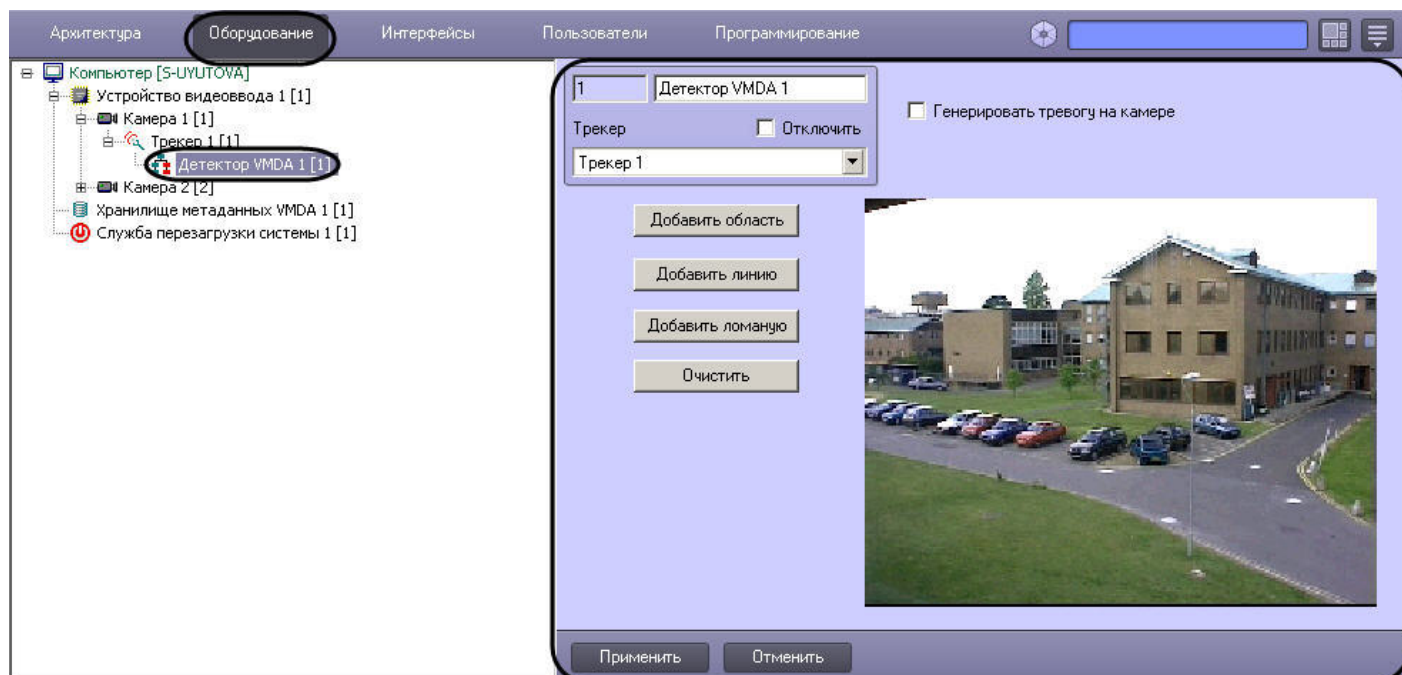 Архитектура Оборудование Интерфейсы Пользователи Программирование
Компьютер [S-UYUTOVA]
Устройство видеоввода 1 [1]
Камера 1 [1]
Трекер 1 [1]
Детектор VMDA 1 [1]
Камера 2 [2]
Хранилище метаданных VMDA 1 [1]
Служба перезагрузки системы 1 [1]
1 Детектор VMDA 1
Трекер Отключить
Трекер 1
Генерировать тревогу на камере
Добавить область
Добавить линию
Добавить ломаную
Очистить
Применить Отменить